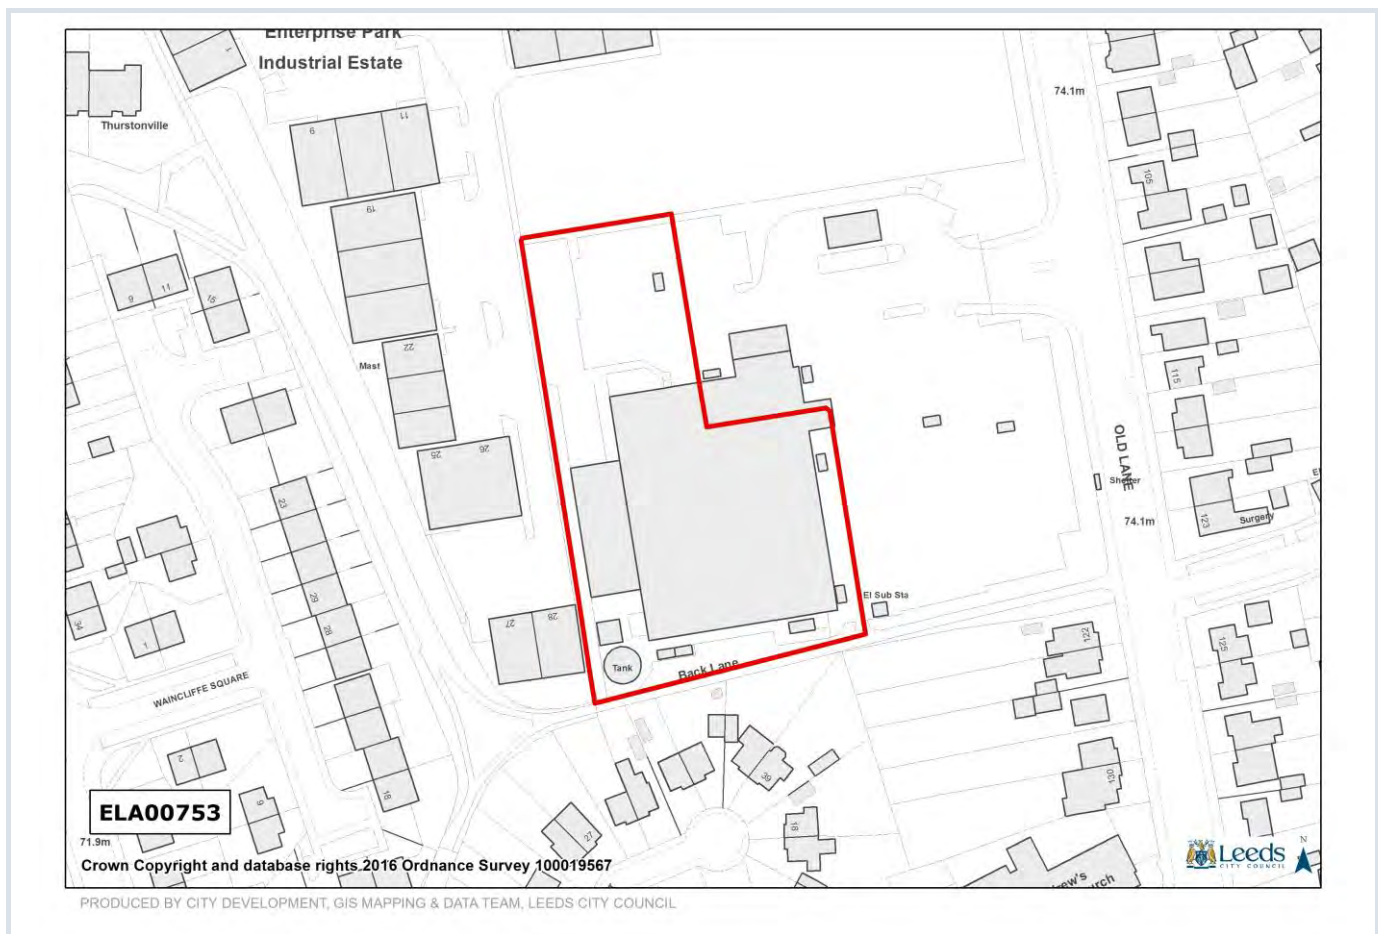 Enterprise Park
Industrial Estate
1
Thurstonville
9
11
74.1m
19
105
9
11
15
22
Mast
115
25
26
OLD LANE
Shelter
23
74.1m
123
Surgery
El Sub Sta
29
34
28
27
28
1
122
125
Tank
Back Lane
WAINCLIFFE SQUARE
2
39
130
18
9
18
27
ELA00753
71.9m
Crown Copyright and database rights 2016 Ordnance Survey 100019567
Leeds
CITY COUNCIL
N
PRODUCED BY CITY DEVELOPMENT, GIS MAPPING & DATA TEAM, LEEDS CITY COUNCIL